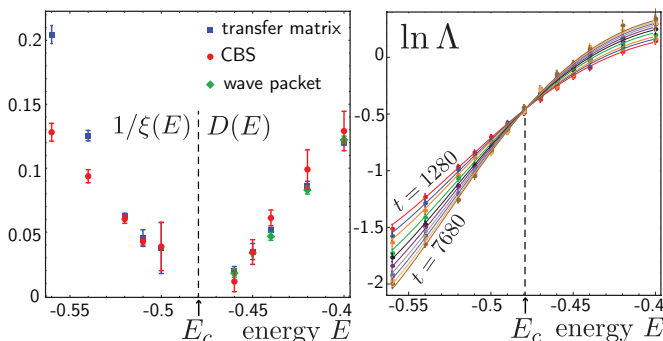 transfer matrix
CBS
wave packet
1/ξ(E) D(E)
0.2
0.15
0.1
0.05
0
-0.55 -0.5 -0.45 -0.4
E_c energy E
ln Λ
t = 1280
t = 7680
0
-0.5
-1
-1.5
-2
-0.55 -0.5 -0.45 -0.4
E_c energy E